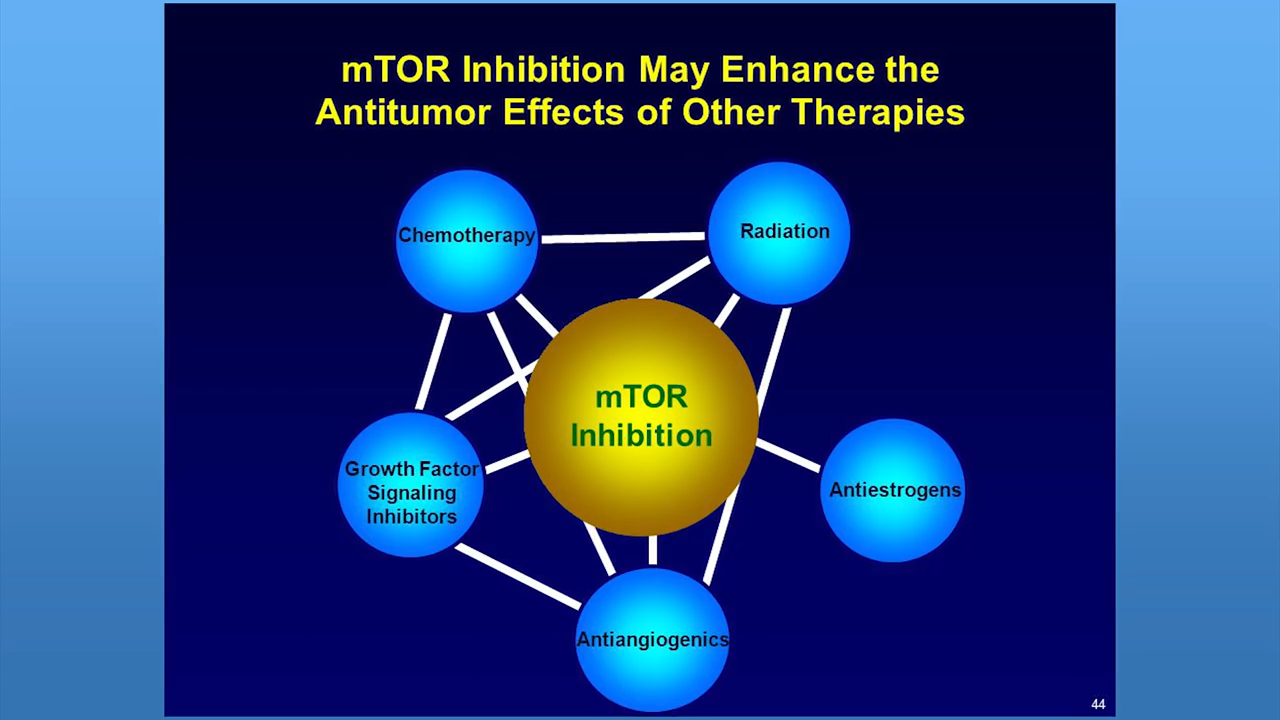 mTOR Inhibition May Enhance the
Antitumor Effects of Other Therapies
Chemotherapy
Radiation
mTOR
Inhibition
Growth Factor
Signaling
Inhibitors
Antiestrogens
Antiangiogenics
44